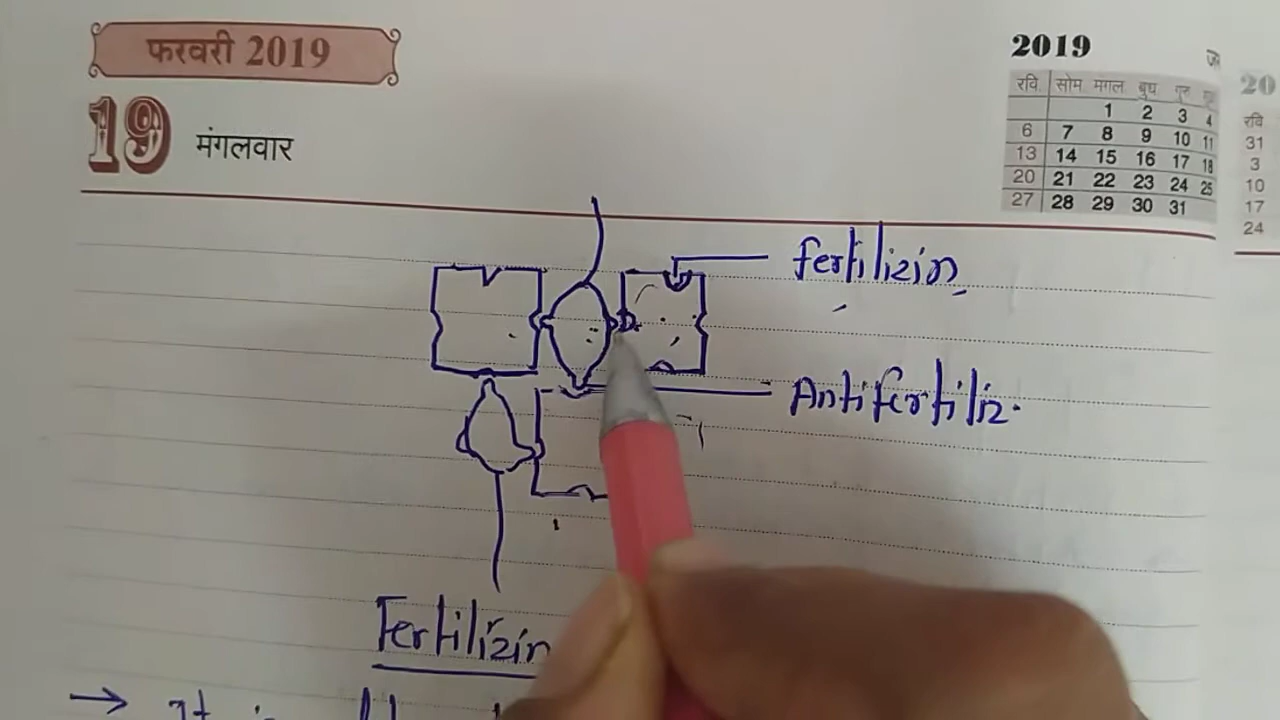 फरवरी 2019
19 मंगलवार
2019
रवि सोम मंगल बुध गुरु
1 2 3 4
6 7 8 9 10 11
13 14 15 16 17 18
20 21 22 23 24 25
27 28 29 30 31
20
रवि
31
3
10
17
24
fertilizin
Antifertiliz.
Fertilizin
→ It is